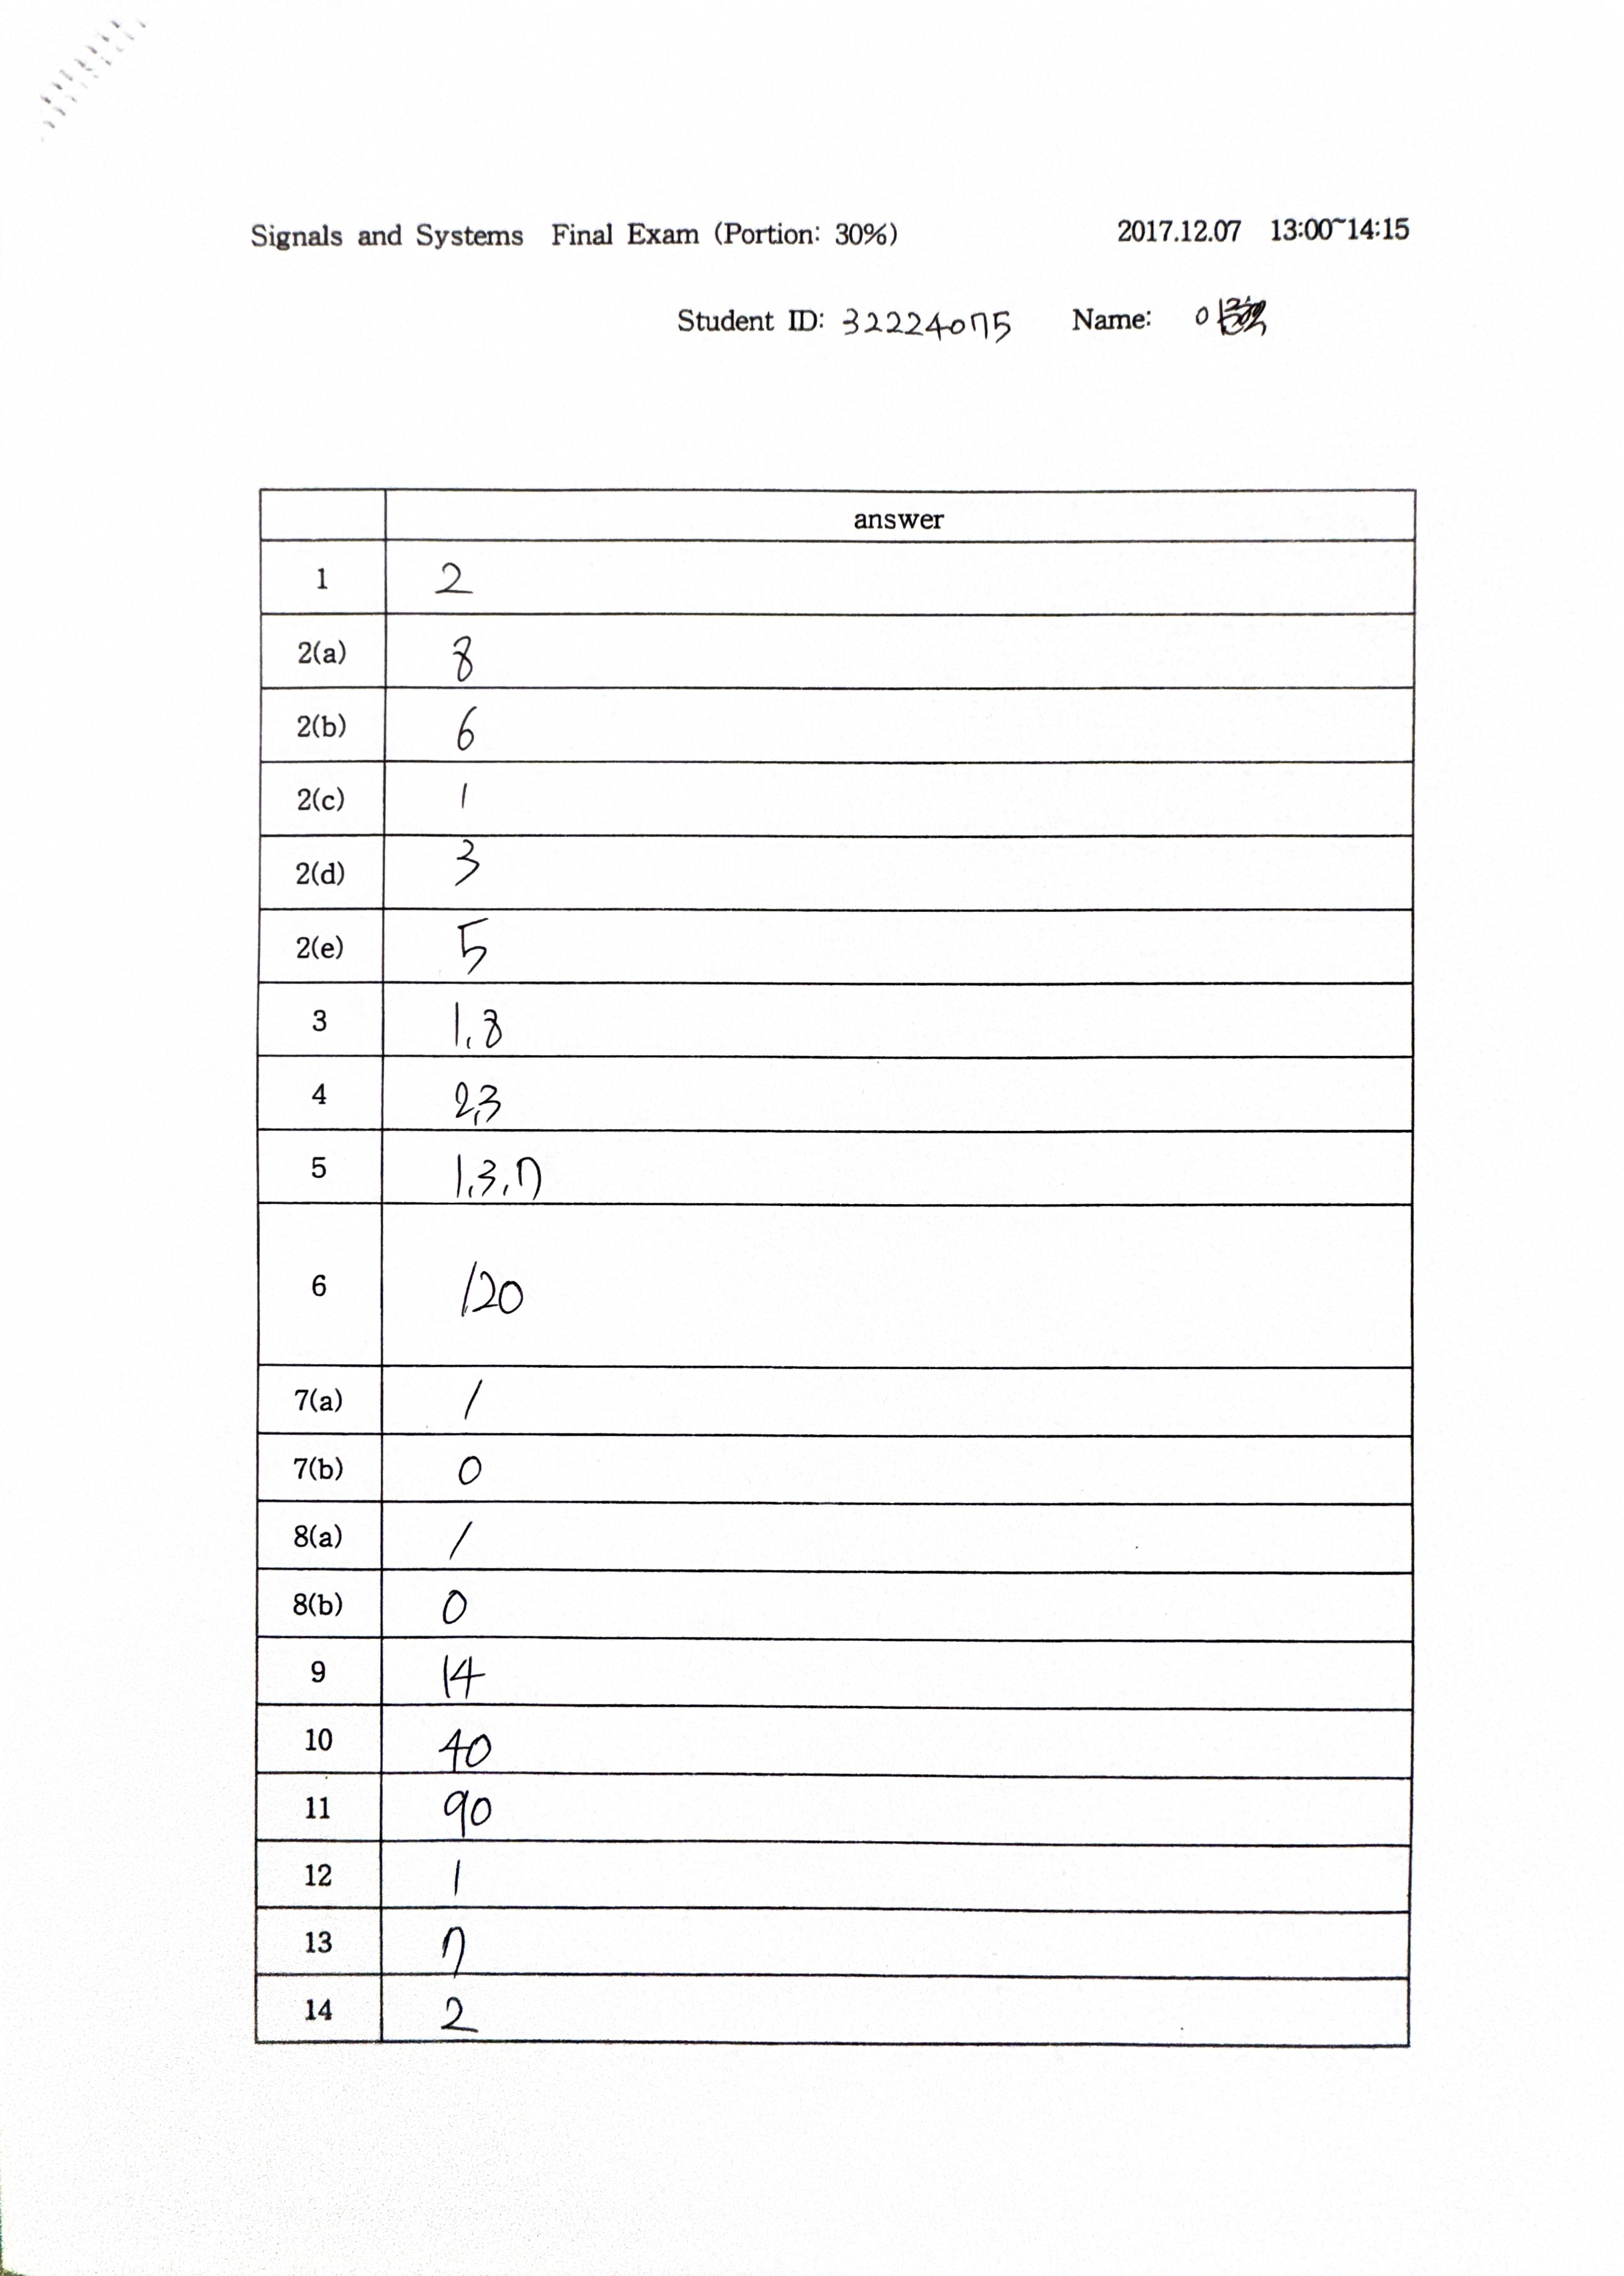 Signals and Systems Final Exam (Portion: 30%) 2017.12.07 13:00~14:15
Student ID: 32224075 Name:
answer
1 2
2(a) 8
2(b) 6
2(c) 1
2(d) 3
2(e) 5
3 1,8
4 2,3
5 1,3,7
6 120
7(a) 1
7(b) 0
8(a) 1
8(b) 0
9 14
10 40
11 90
12 1
13 7
14 2